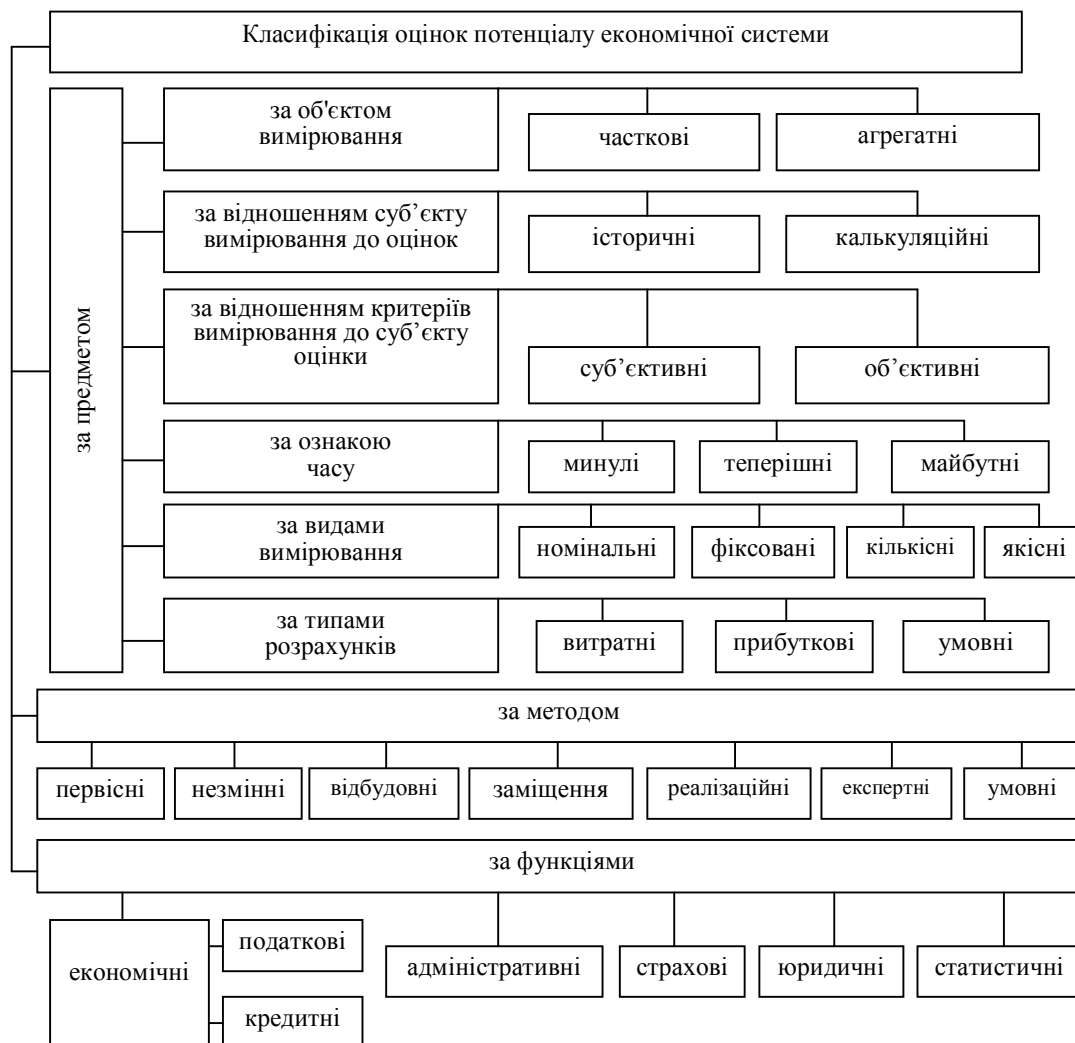 Класифікація оцінок потенціалу економічної системи
за предметом
за об'єктом
вимірювання
часткові
агрегатні
за відношенням суб’єкту
вимірювання до оцінок
історичні
калькуляційні
за відношенням критеріїв
вимірювання до суб’єкту
оцінки
суб’єктивні
об’єктивні
за ознакою
часу
минулі
теперішні
майбутні
за видами
вимірювання
номінальні
фіксовані
кількісні
якісні
за типами
розрахунків
витратні
прибуткові
умовні
за методом
первісні
незмінні
відбудовні
заміщення
реалізаційні
експертні
умовні
за функціями
економічні
податкові
кредитні
адміністративні
страхові
юридичні
статистичні